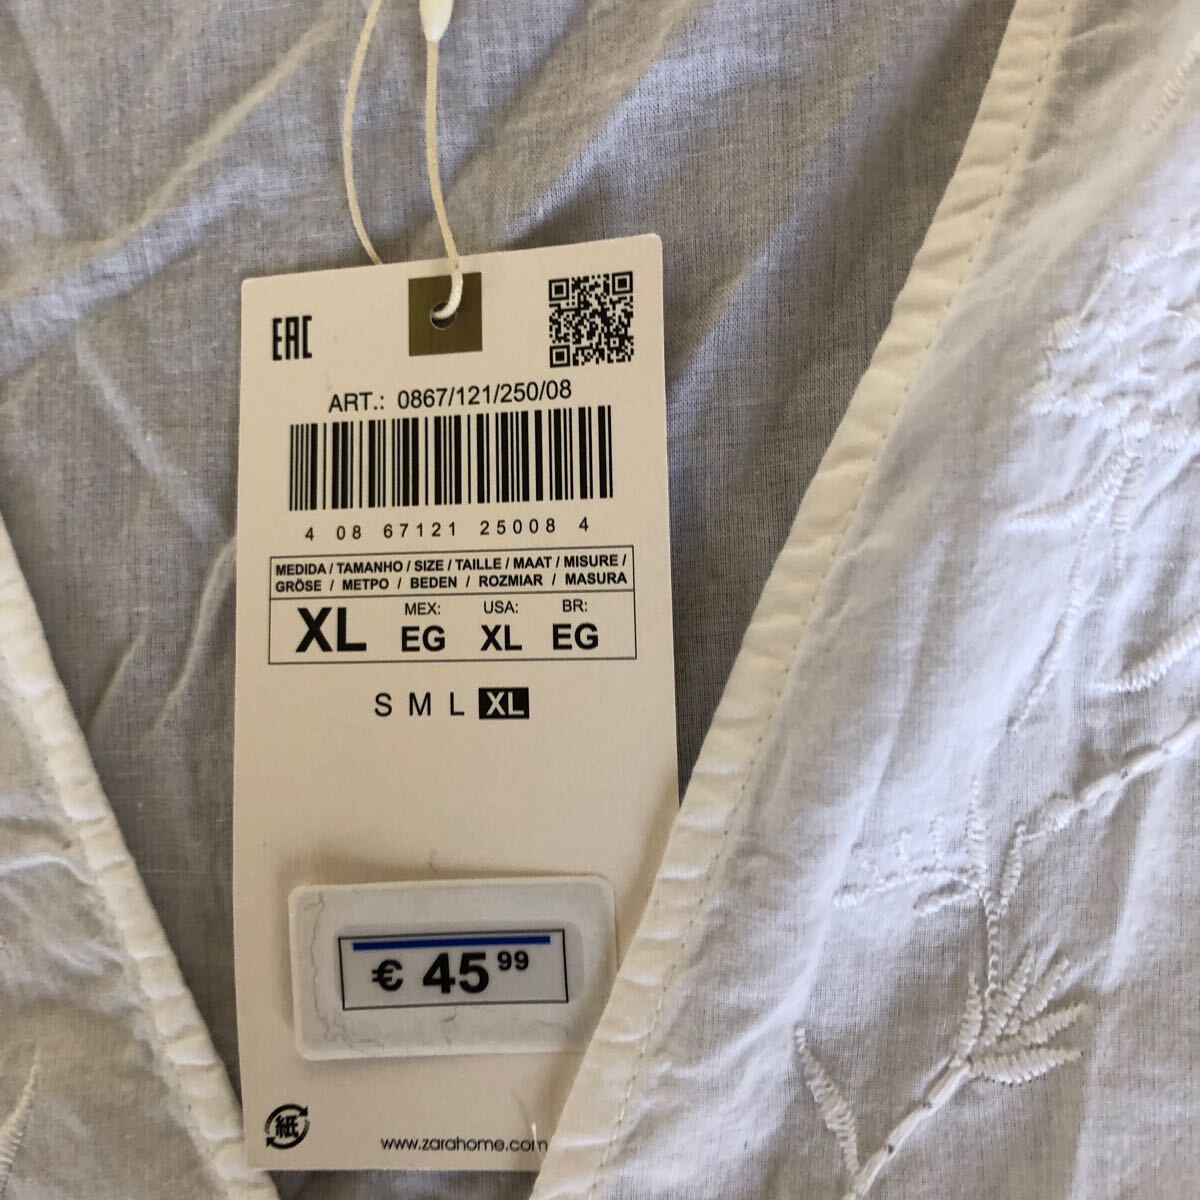 EAC
ART.: 0867/121/250/08
4 08 67121 25008 4
MEDIDA / TAMANHO / SIZE / TAILLE / MAAT / MISURE /
GRÖSE / METPO / BEDEN / ROZMIAR / MASURA
XL MEX: EG USA: XL BR: EG
S M L XL
€ 45 99
紙
www.zarahome.com